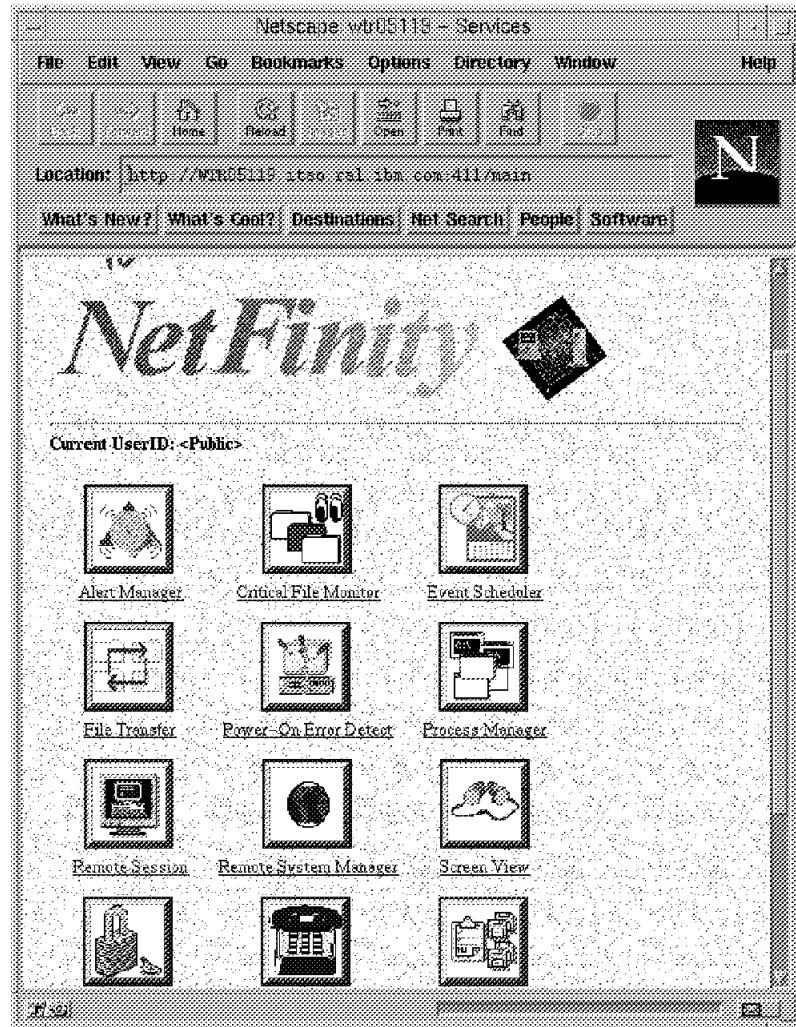 Netscape: wtr05119 – Services
File Edit View Go Bookmarks Options Directory Window Help
Home Reload Open Print Find
Location: http://WTR05119.itso.ral.ibm.com:411/main
N
What's New? What's Cool? Destinations Net Search People Software
NetFinity
Current UserID: <Public>
Alert Manager Critical File Monitor Event Scheduler
File Transfer Power-On Error Detect Process Manager
Remote Session Remote System Manager Screen View